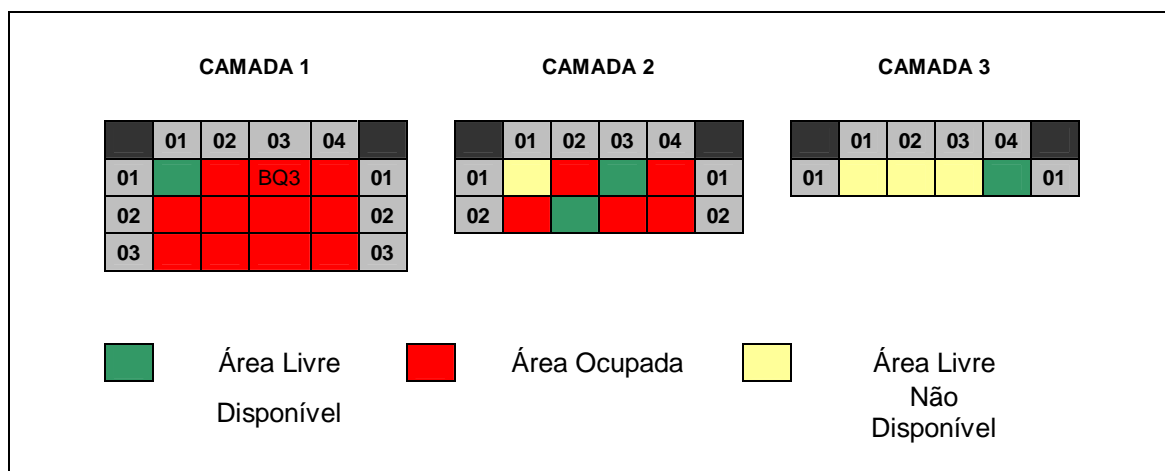 CAMADA 1 CAMADA 2 CAMADA 3
01 02 03 04 01 02 03 04 01 02 03 04
01 BQ3 01 01 01 01 01
02 02 02 02
03 03
Área Livre Área Ocupada Área Livre
Não
Disponível Disponível